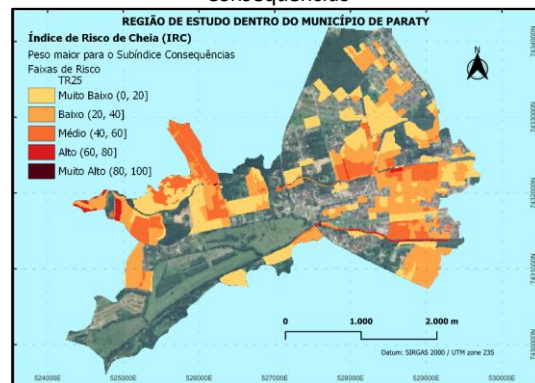 Consequências
REGIÃO DE ESTUDO DENTRO DO MUNICÍPIO DE PARATY
Índice de Risco de Cheia (IRC)
Peso maior para o Subíndice Consequências
Faixas de Risco
TR25
Muito Baixo (0, 20]
Baixo (20, 40]
Médio (40, 60]
Alto (60, 80]
Muito Alto (80, 100]
N
7434000N
7433000N
7432000N
7431000N
7430000N
0 1.000 2.000 m
Datum: SIRGAS 2000 / UTM zone 23S
524000E 525000E 526000E 527000E 528000E 529000E 530000E